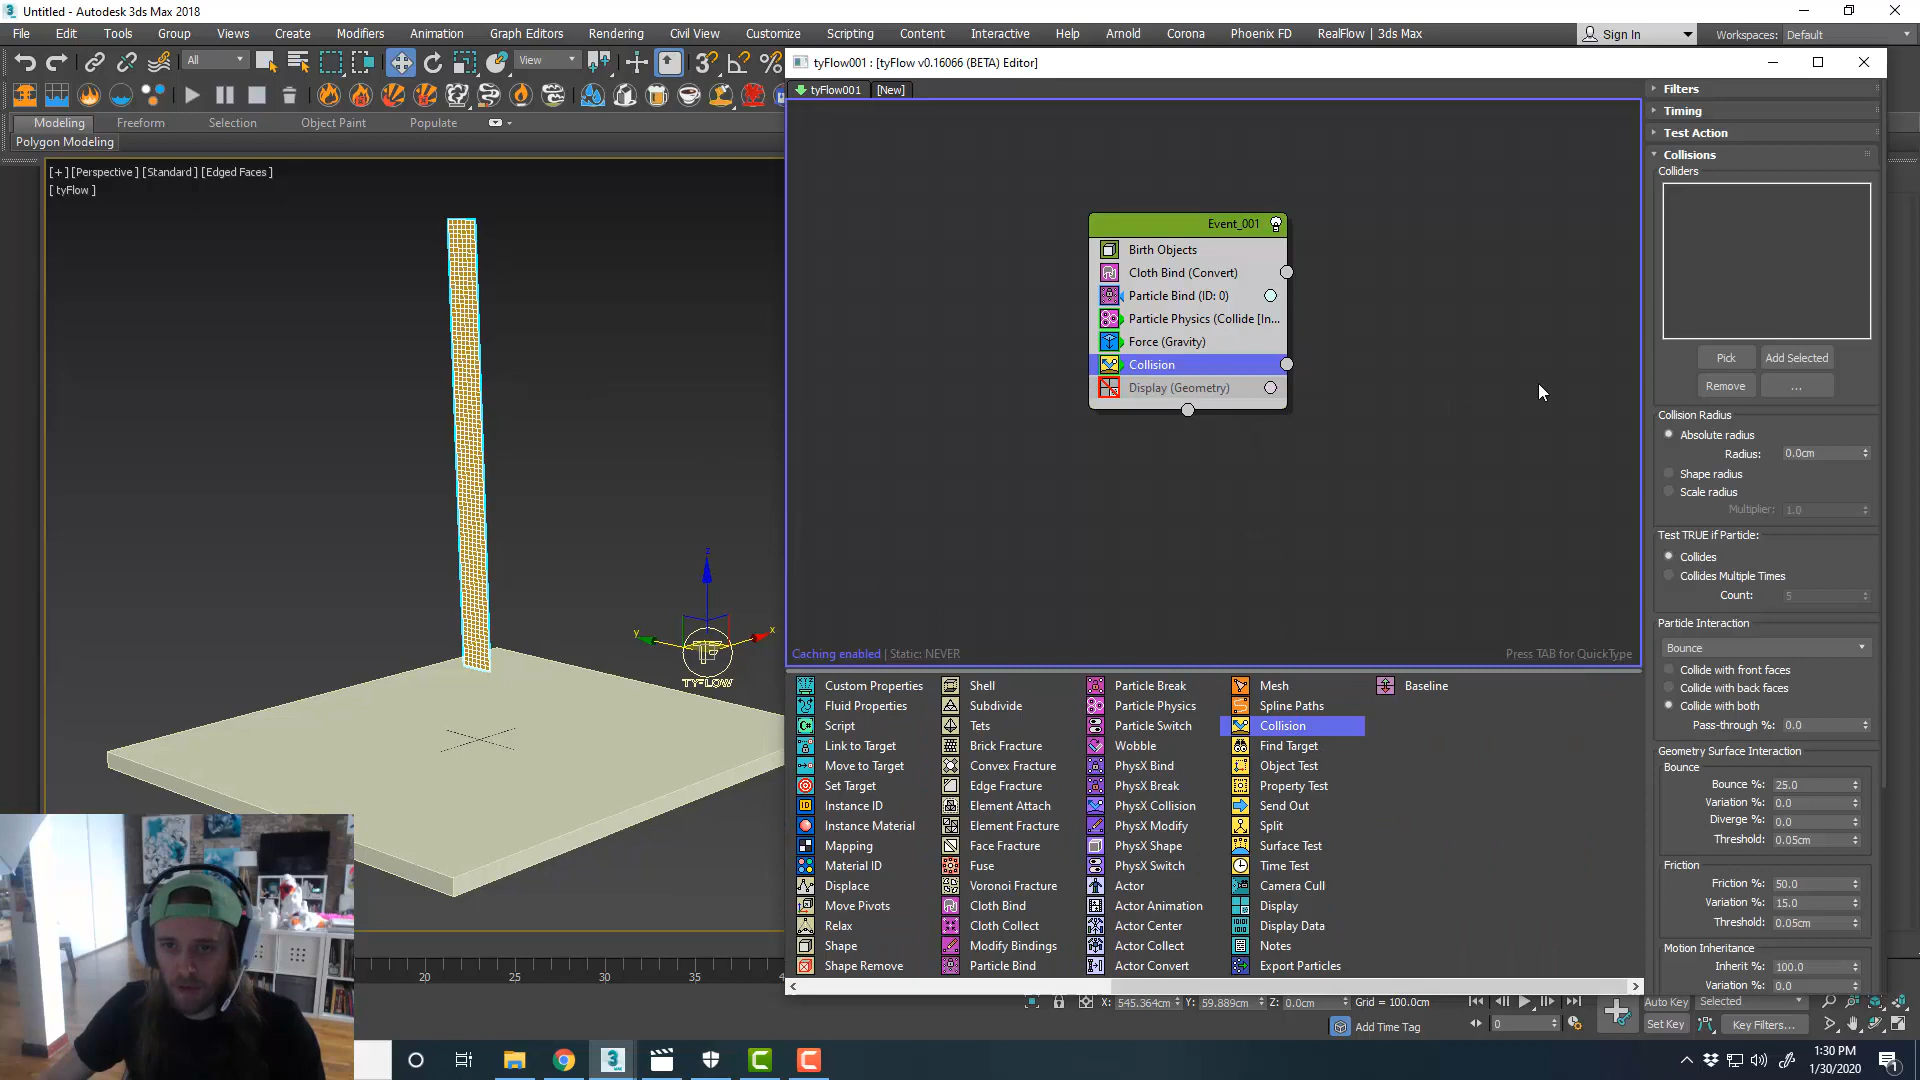 Untitled - Autodesk 3ds Max 2018
File Edit Tools Group Views Create Modifiers Animation Graph Editors Rendering Civil View Customize Scripting Content Interactive Help Arnold Corona Phoenix FD RealFlow | 3ds Max Sign In Workspaces: Default
All View
tyFlow001 : [tyFlow v0.16066 (BETA) Editor]
tyFlow001 [New]
Modeling Freeform Selection Object Paint Populate
Polygon Modeling
[+] [Perspective ] [Standard ] [Edged Faces ]
[ tyFlow ]
z
y
x
TYFLOW
Event_001
Birth Objects
Cloth Bind (Convert)
Particle Bind (ID: 0)
Particle Physics (Collide [In...
Force (Gravity)
Collision
Display (Geometry)
Caching enabled | Static: NEVER
Press TAB for QuickType
Filters
Timing
Test Action
Collisions
Colliders
Pick Add Selected
Remove ...
Collision Radius
Absolute radius
Radius: 0.0cm
Shape radius
Scale radius
Multiplier: 1.0
Test TRUE if Particle:
Collides
Collides Multiple Times
Count: 5
Particle Interaction
Bounce
Collide with front faces
Collide with back faces
Collide with both
Pass-through %: 0.0
Geometry Surface Interaction
Bounce
Bounce %: 25.0
Variation %: 0.0
Diverge %: 0.0
Threshold: 0.05cm
Friction
Friction %: 50.0
Variation %: 15.0
Threshold: 0.05cm
Motion Inheritance
Inherit %: 100.0
Variation %: 0.0
Custom Properties Shell Particle Break Mesh Baseline
Fluid Properties Subdivide Particle Physics Spline Paths
Script Tets Particle Switch Collision
Link to Target Brick Fracture Wobble Find Target
Move to Target Convex Fracture PhysX Bind Object Test
Set Target Edge Fracture PhysX Break Property Test
Instance ID Element Attach PhysX Collision Send Out
Instance Material Element Fracture PhysX Modify Split
Mapping Face Fracture PhysX Shape Surface Test
Material ID Fuse PhysX Switch Time Test
Displace Voronoi Fracture Actor Camera Cull
Move Pivots Cloth Bind Actor Animation Display
Relax Cloth Collect Actor Center Display Data
Shape Modify Bindings Actor Collect Notes
Shape Remove Particle Bind Actor Convert Export Particles
20 25 30 35
X: 545.364cm Y: 59.889cm Z: 0.0cm Grid = 100.0cm
Auto Key Selected
Add Time Tag
0
Set Key Key Filters...
1:30 PM
1/30/2020